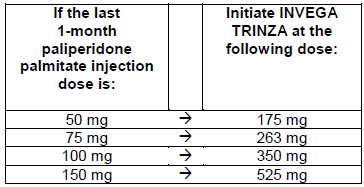 If the last
1-month
paliperidone
palmitate injection
dose is:
Initiate INVEGA
TRINZA at the
following dose:
50 mg → 175 mg
75 mg → 263 mg
100 mg → 350 mg
150 mg → 525 mg